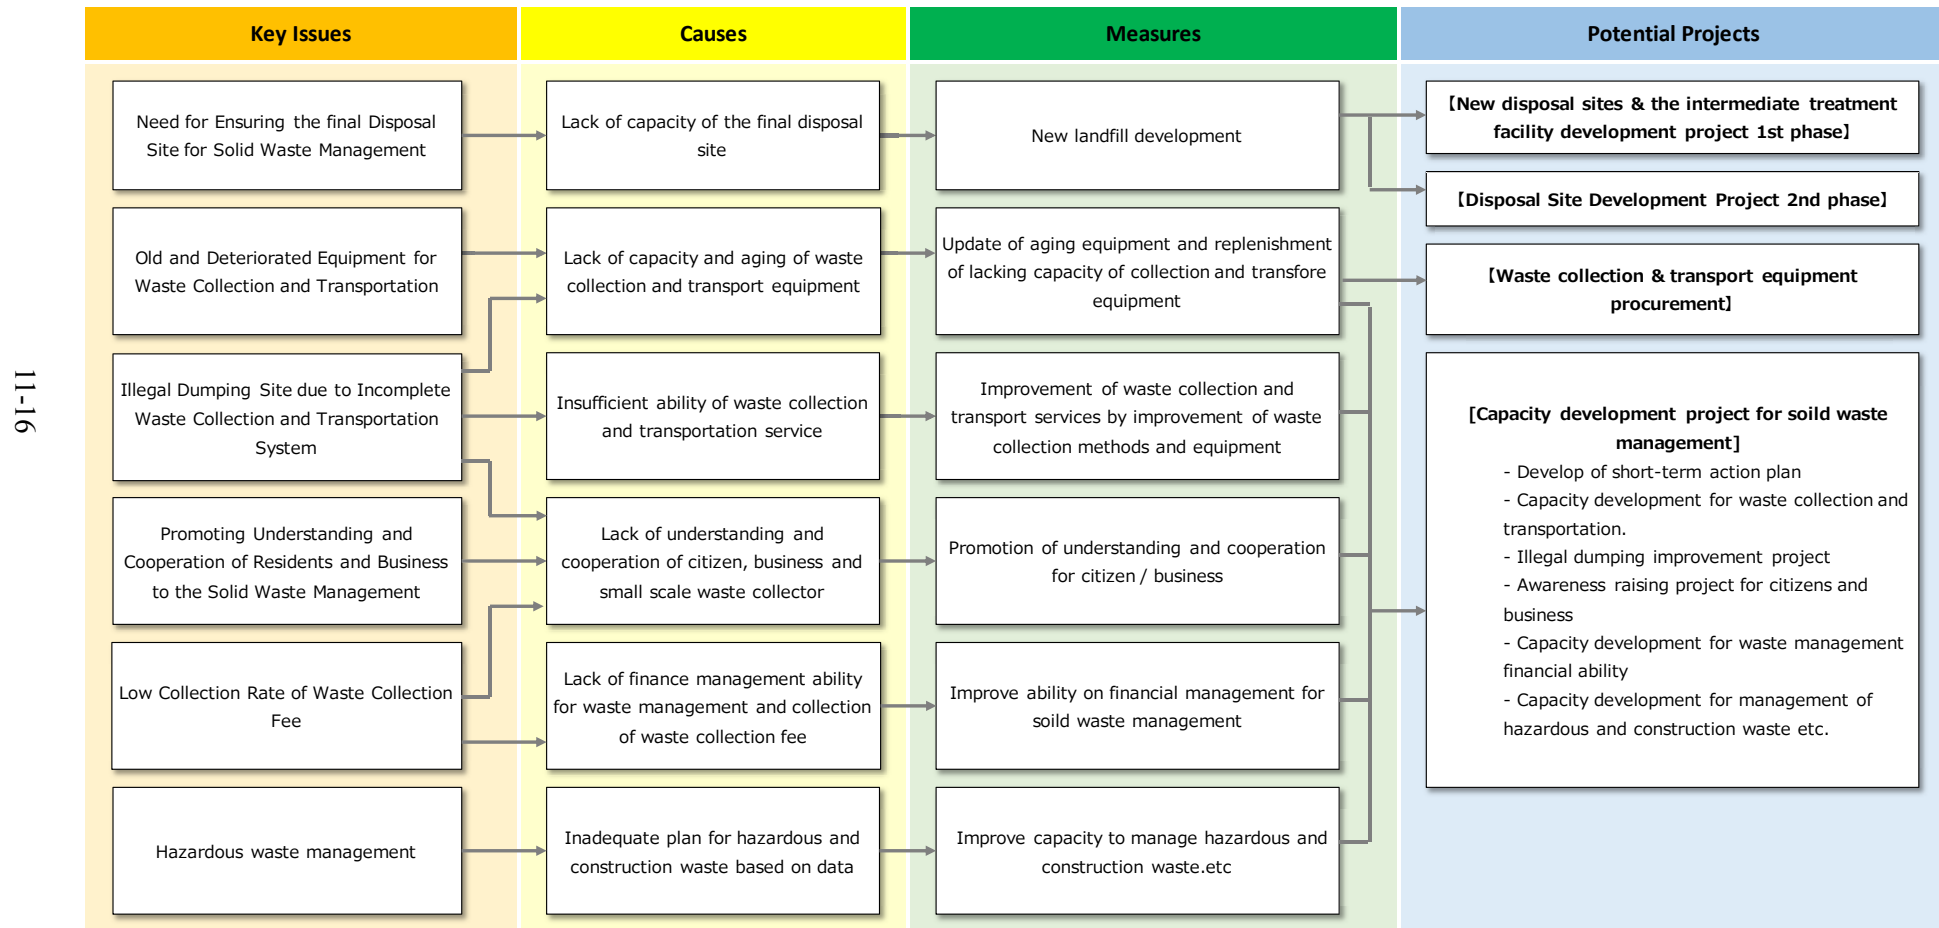 Key Issues
Causes
Measures
Potential Projects
Need for Ensuring the final Disposal
Site for Solid Waste Management
Lack of capacity of the final disposal
site
New landfill development
【New disposal sites & the intermediate treatment
facility development project 1st phase】
【Disposal Site Development Project 2nd phase】
Old and Deteriorated Equipment for
Waste Collection and Transportation
Lack of capacity and aging of waste
collection and transport equipment
Update of aging equipment and replenishment
of lacking capacity of collection and transfore
equipment
【Waste collection & transport equipment
procurement】
Illegal Dumping Site due to Incomplete
Waste Collection and Transportation
System
Insufficient ability of waste collection
and transportation service
Improvement of waste collection and
transport services by improvement of waste
collection methods and equipment
[Capacity development project for soild waste
management]
- Develop of short-term action plan
- Capacity development for waste collection and
transportation.
- Illegal dumping improvement project
- Awareness raising project for citizens and
business
- Capacity development for waste management
financial ability
- Capacity development for management of
hazardous and construction waste etc.
Promoting Understanding and
Cooperation of Residents and Business
to the Solid Waste Management
Lack of understanding and
cooperation of citizen, business and
small scale waste collector
Promotion of understanding and cooperation
for citizen / business
Low Collection Rate of Waste Collection
Fee
Lack of finance management ability
for waste management and collection
of waste collection fee
Improve ability on financial management for
soild waste management
Hazardous waste management
Inadequate plan for hazardous and
construction waste based on data
Improve capacity to manage hazardous and
construction waste.etc
11-16